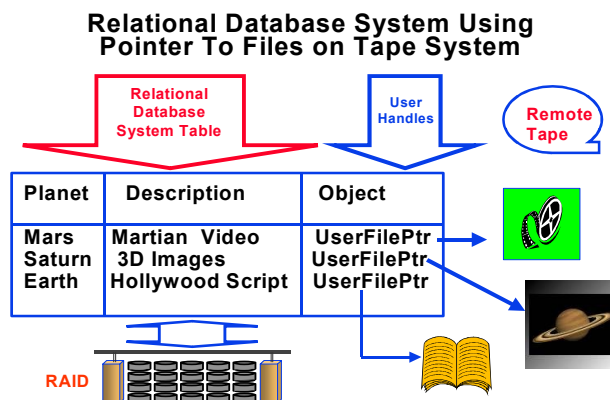 Relational Database System Using
Pointer To Files on Tape System
Relational
Database
System Table
User
Handles
Remote
Tape
Planet Description Object
Mars Martian Video UserFilePtr
Saturn 3D Images UserFilePtr
Earth Hollywood Script UserFilePtr
RAID